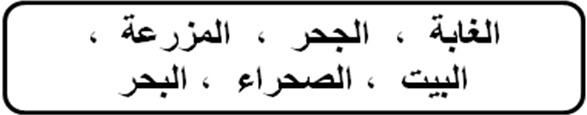 الغابة ، الجحر ، المزرعة ،
البيت ، الصحراء ، البحر